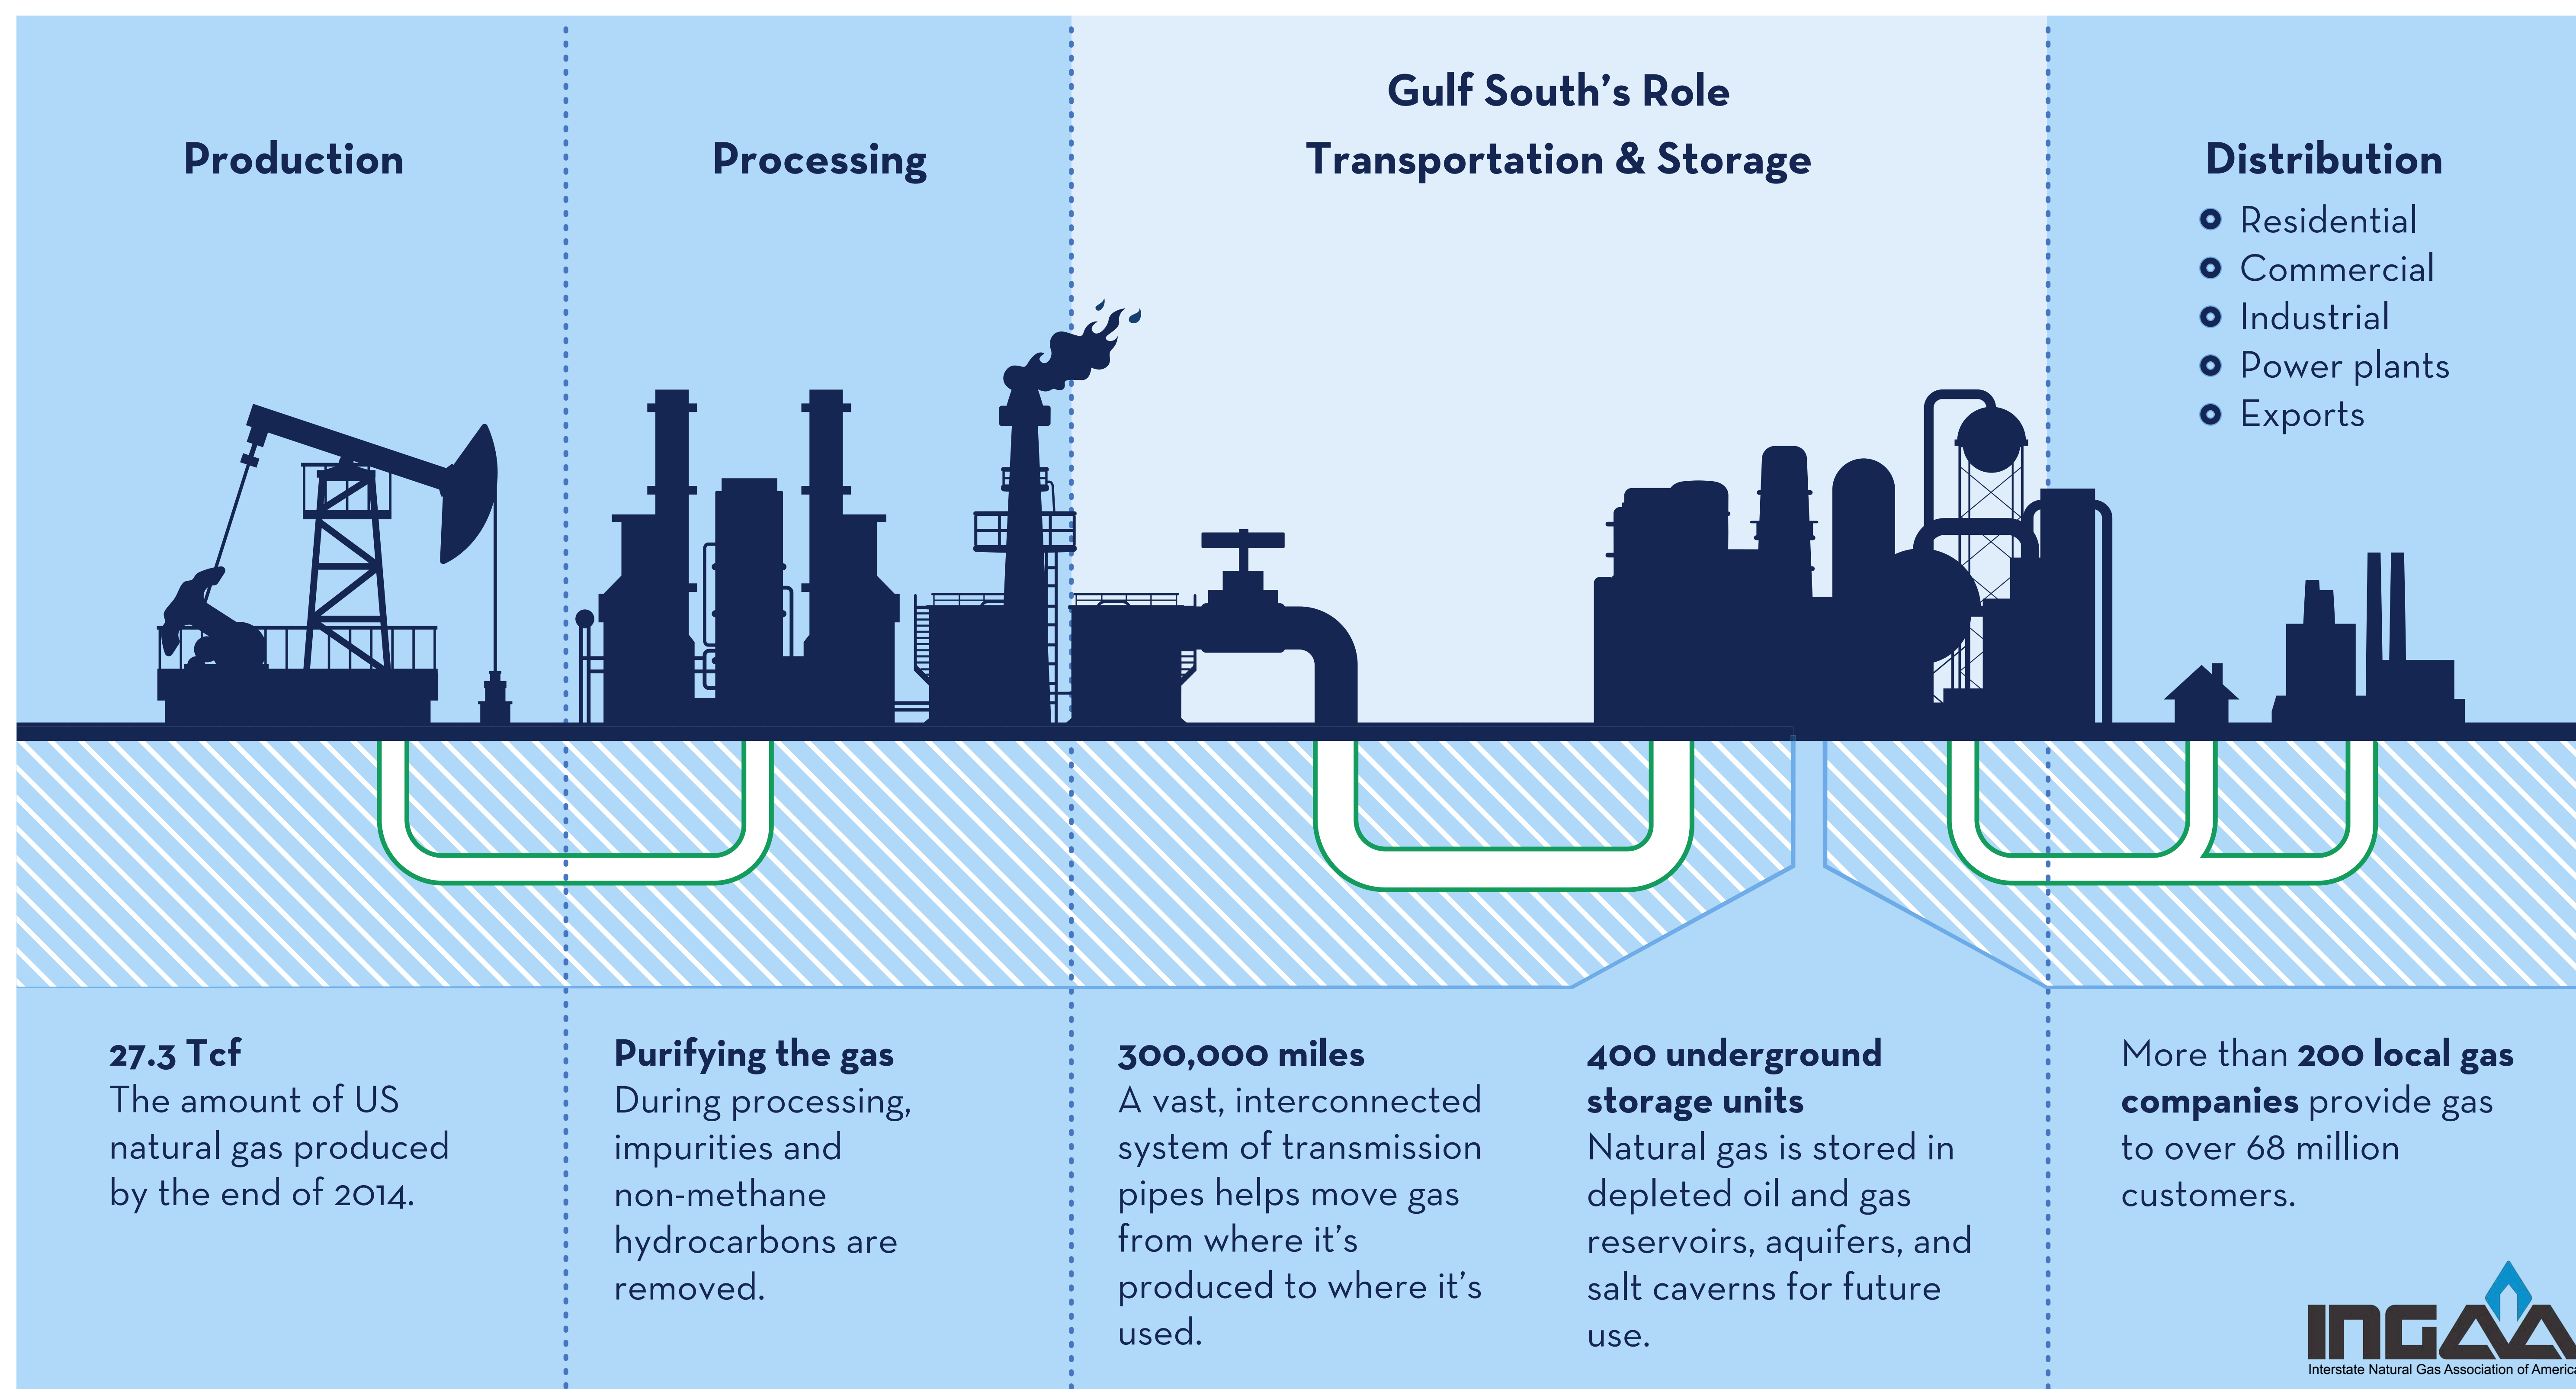 Production
Processing
Gulf South’s Role
Transportation & Storage
Distribution
Residential
Commercial
Industrial
Power plants
Exports
27.3 Tcf
The amount of US
natural gas produced
by the end of 2014.
Purifying the gas
During processing,
impurities and
non-methane
hydrocarbons are
removed.
300,000 miles
A vast, interconnected
system of transmission
pipes helps move gas
from where it’s
produced to where it’s
used.
400 underground
storage units
Natural gas is stored in
depleted oil and gas
reservoirs, aquifers, and
salt caverns for future
use.
More than 200 local gas
companies provide gas
to over 68 million
customers.
INGAA
Interstate Natural Gas Association of America